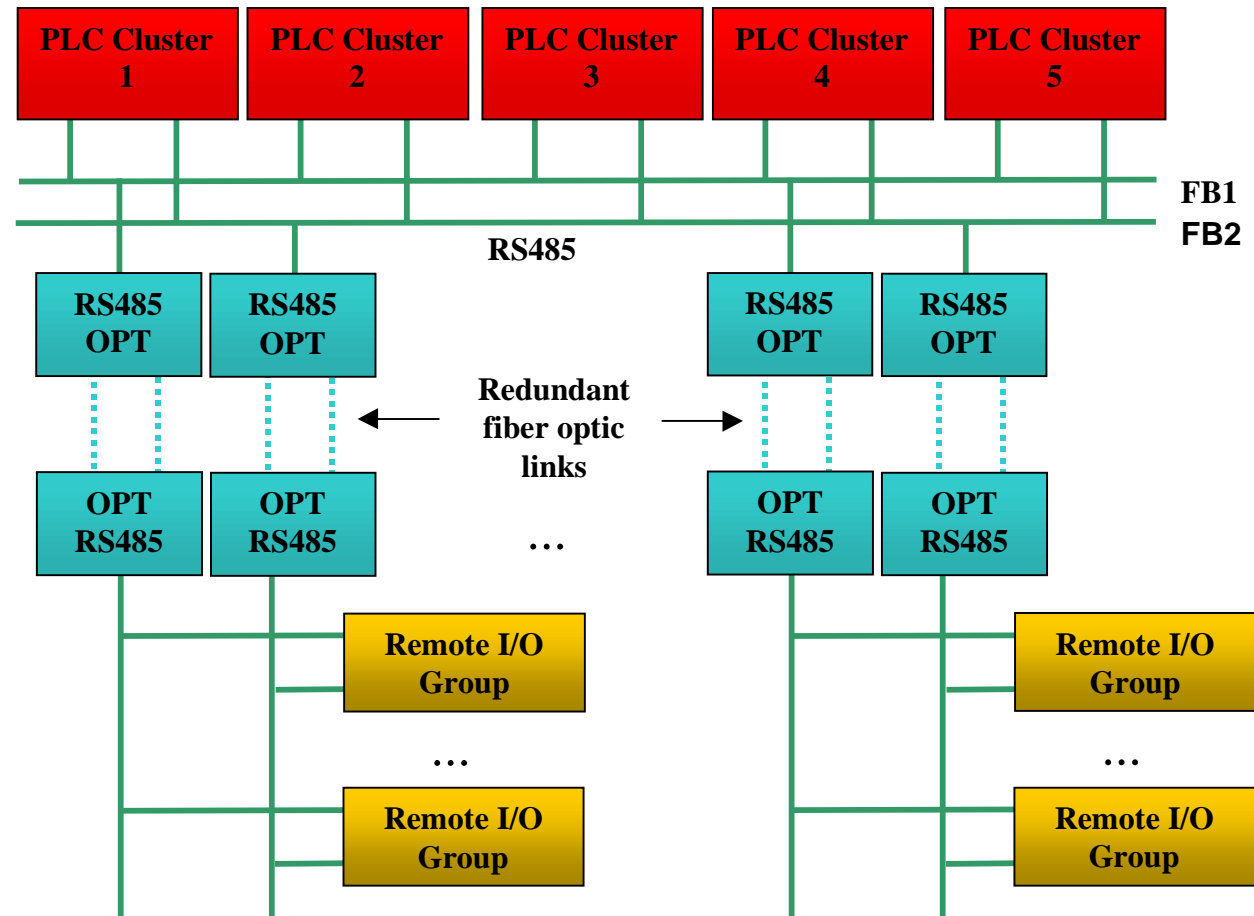 PLC Cluster
1
PLC Cluster
2
PLC Cluster
3
PLC Cluster
4
PLC Cluster
5
FB1
FB2
RS485
RS485
OPT
RS485
OPT
RS485
OPT
RS485
OPT
Redundant
fiber optic
links
OPT
RS485
OPT
RS485
...
OPT
RS485
OPT
RS485
Remote I/O
Group
Remote I/O
Group
...
...
Remote I/O
Group
Remote I/O
Group